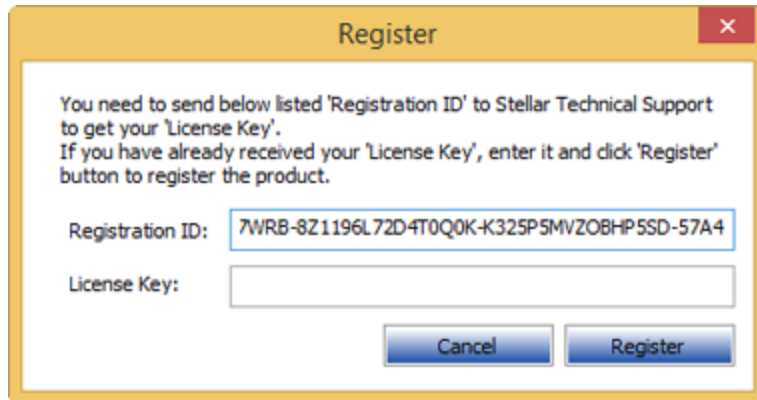 Register
You need to send below listed 'Registration ID' to Stellar Technical Support
to get your 'License Key'.
If you have already received your 'License Key', enter it and click 'Register'
button to register the product.
Registration ID: 7WRB-8Z1196L72D4T0Q0K-K325P5MVZOBHP5SD-57A4
License Key:
Cancel Register